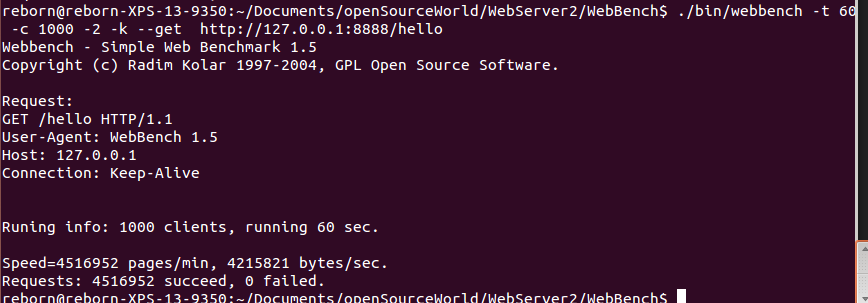 reborn@reborn-XPS-13-9350:~/Documents/openSourceWorld/WebServer2/WebBench$ ./bin/webbench -t 60
 -c 1000 -2 -k --get  http://127.0.0.1:8888/hello
Webbench - Simple Web Benchmark 1.5
Copyright (c) Radim Kolar 1997-2004, GPL Open Source Software.

Request:
GET /hello HTTP/1.1
User-Agent: WebBench 1.5
Host: 127.0.0.1
Connection: Keep-Alive


Runing info: 1000 clients, running 60 sec.

Speed=4516952 pages/min, 4215821 bytes/sec.
Requests: 4516952 succeed, 0 failed.
reborn@reborn-XPS-13-9350:~/Documents/openSourceWorld/WebServer2/WebBench$